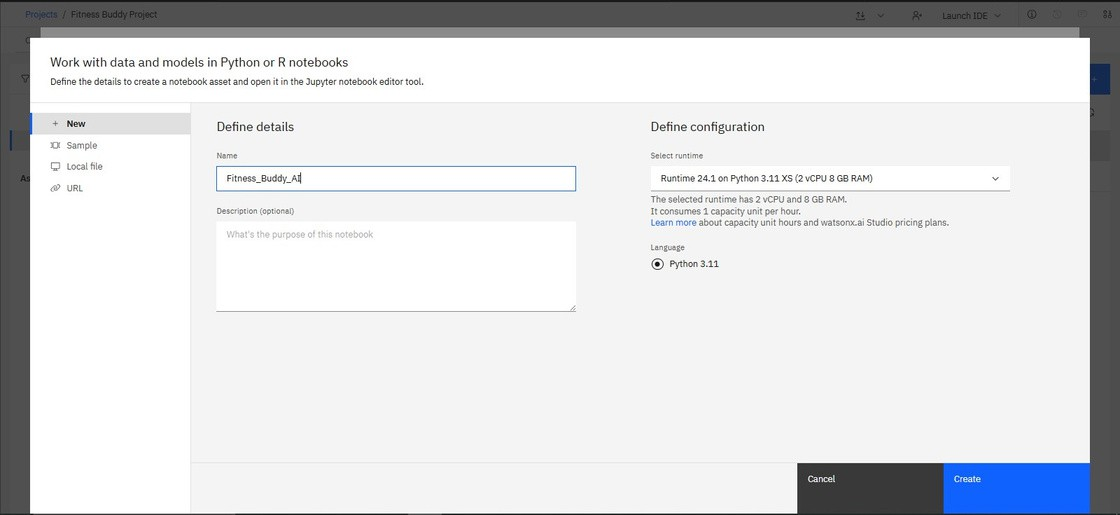 Projects / Fitness Buddy Project
Launch IDE
Work with data and models in Python or R notebooks
Define the details to create a notebook asset and open it in the Jupyter notebook editor tool.
+ New
Sample
Local file
URL
Define details
Name
Fitness_Buddy_AI
Description (optional)
What's the purpose of this notebook
Define configuration
Select runtime
Runtime 24.1 on Python 3.11 XS (2 vCPU 8 GB RAM)
The selected runtime has 2 vCPU and 8 GB RAM.
It consumes 1 capacity unit per hour.
Learn more about capacity unit hours and watsonx.ai Studio pricing plans.
Language
Python 3.11
Cancel
Create